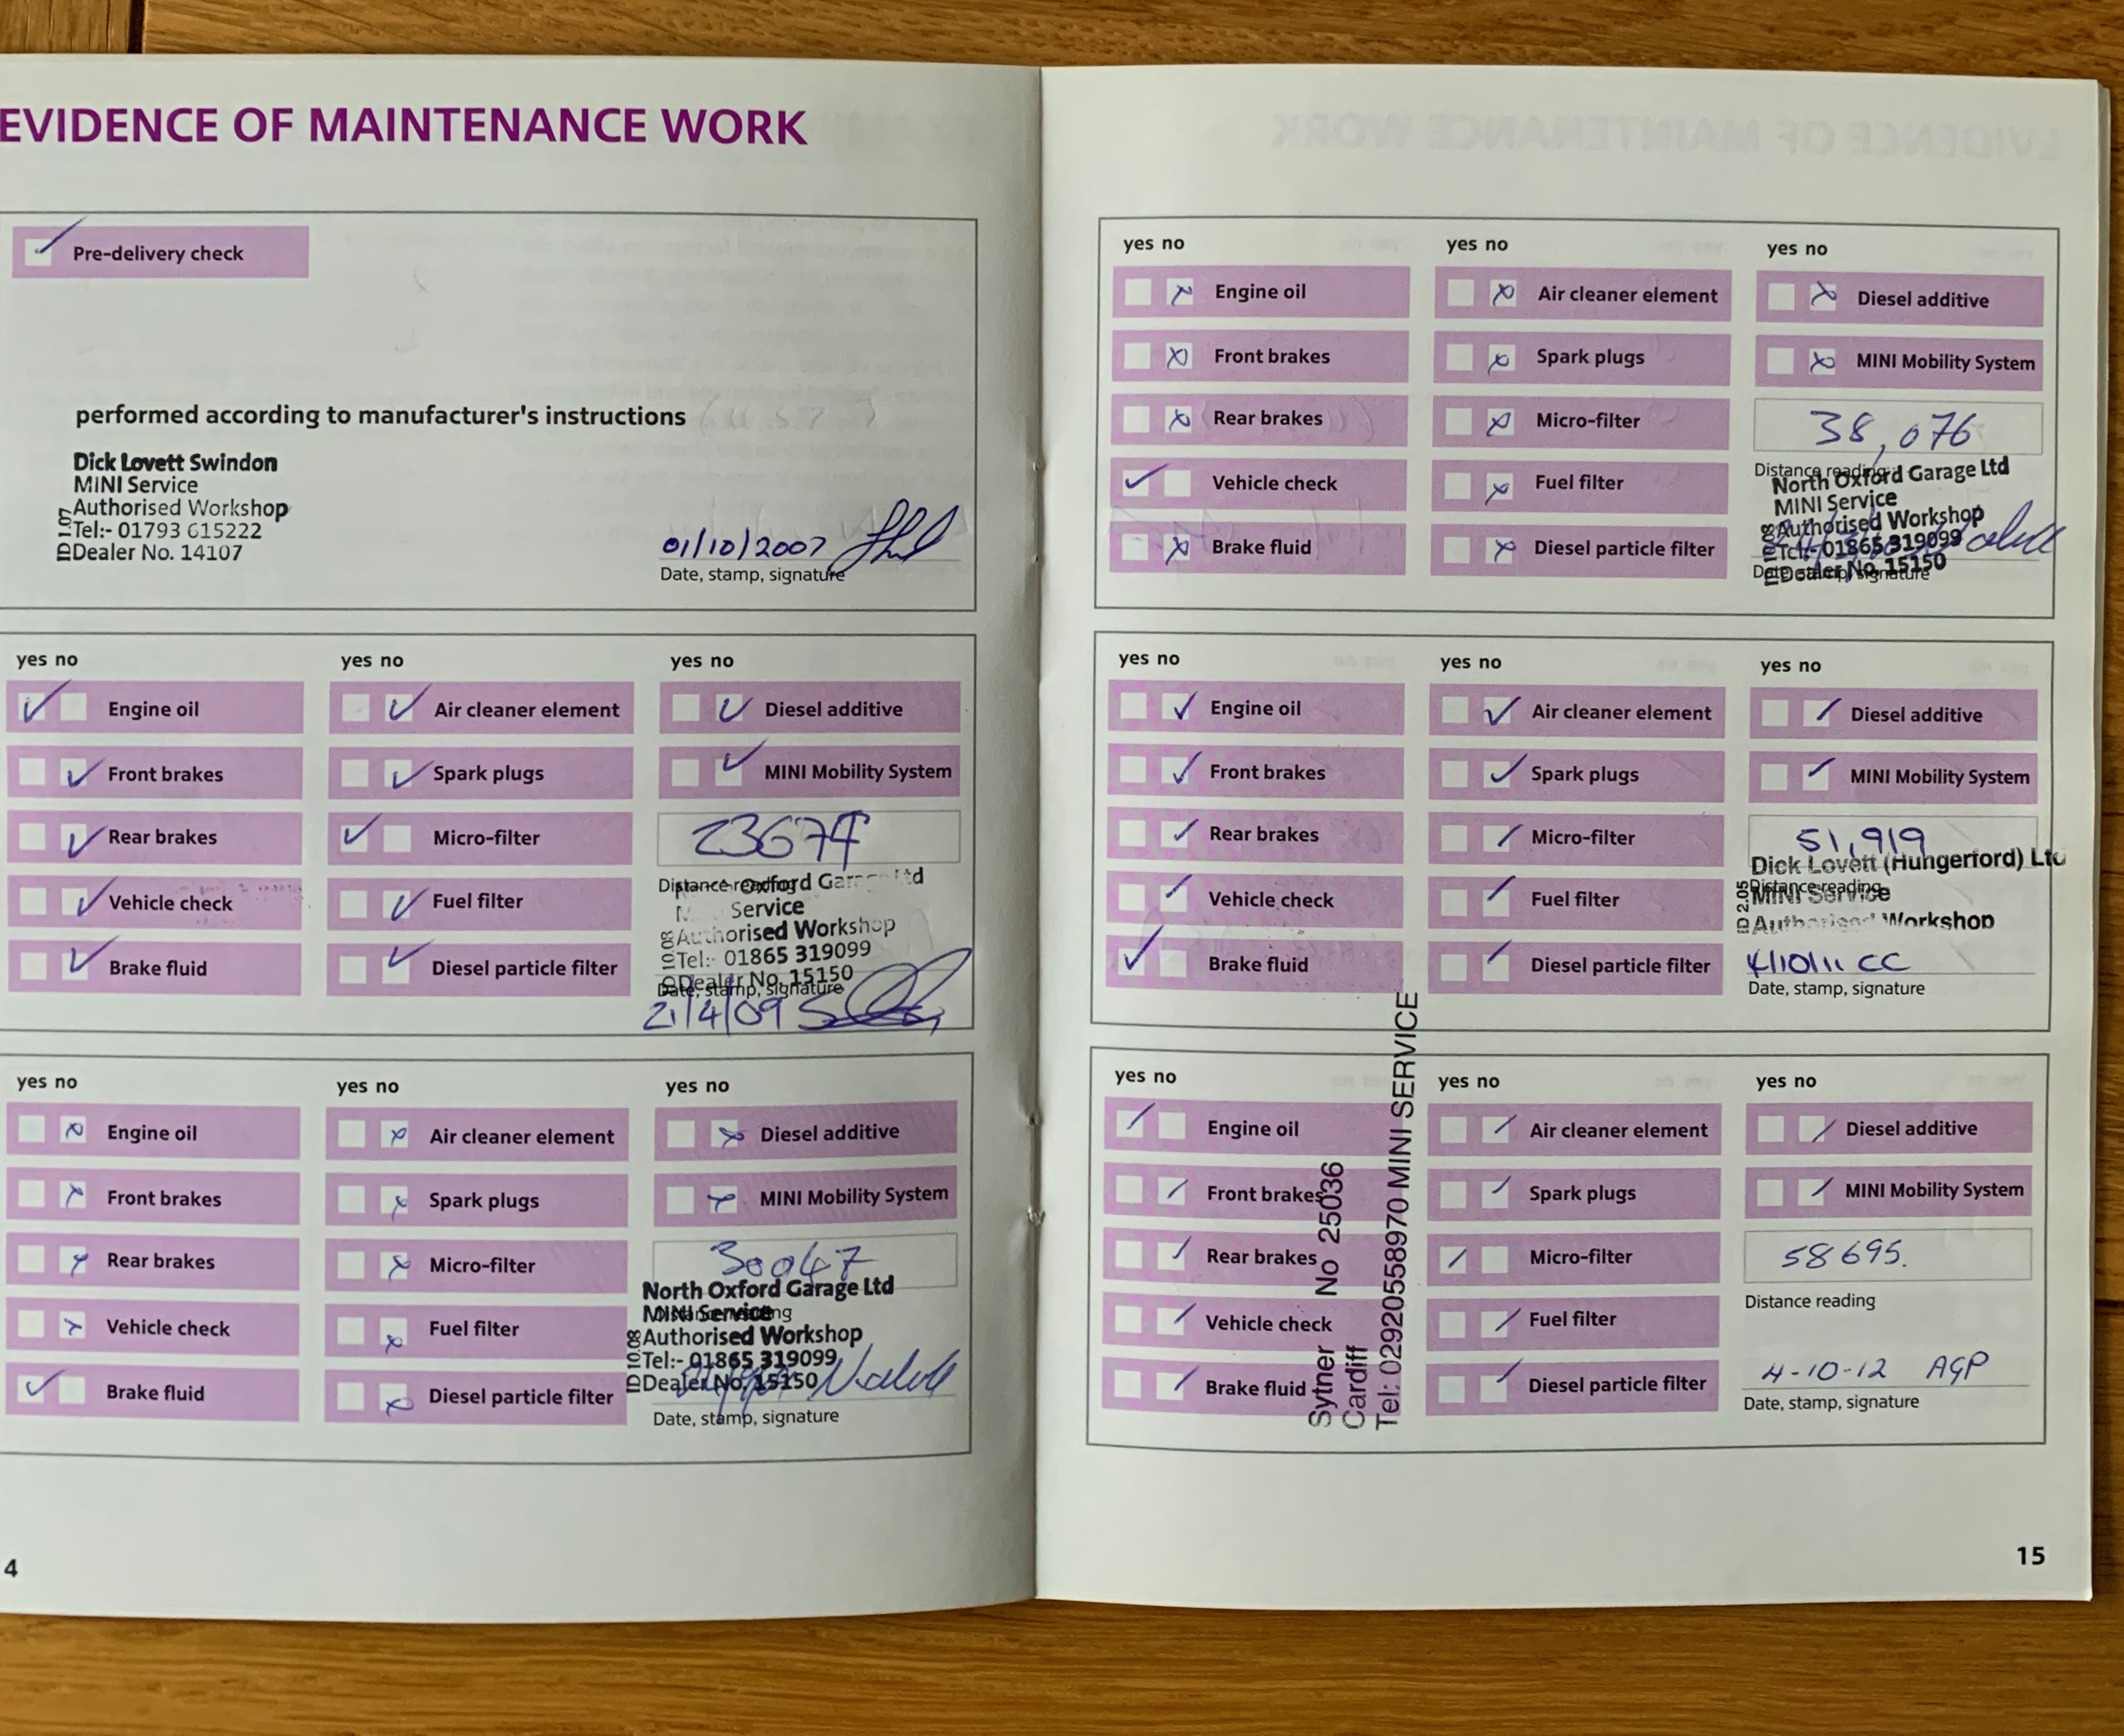 EVIDENCE OF MAINTENANCE WORK
Pre-delivery check
performed according to manufacturer's instructions
Dick Lovett Swindon
MINI Service
Authorised Workshop
Tel:- 01793 615222
Dealer No. 14107
ID 1.07
01/10/2007
Date, stamp, signature
yes no
yes no
yes no
Engine oil
Air cleaner element
Diesel additive
Front brakes
Spark plugs
MINI Mobility System
Rear brakes
Micro-filter
23674
Vehicle check
Fuel filter
Distance reading
Oxford Garage Ltd
Service
Authorised Workshop
Tel:- 01865 319099
Dealer No. 15150
Brake fluid
Diesel particle filter
Date, stamp, signature
21/4/09
yes no
yes no
yes no
Engine oil
Air cleaner element
Diesel additive
Front brakes
Spark plugs
MINI Mobility System
Rear brakes
Micro-filter
30047
North Oxford Garage Ltd
MINI Service
Authorised Workshop
Tel:- 01865 319099
Dealer No. 15150
Vehicle check
Fuel filter
Brake fluid
Diesel particle filter
Date, stamp, signature
4
yes no
yes no
yes no
Engine oil
Air cleaner element
Diesel additive
Front brakes
Spark plugs
MINI Mobility System
Rear brakes
Micro-filter
38,076
Distance reading
North Oxford Garage Ltd
MINI Service
Authorised Workshop
Tel:- 01865 319099
Dealer No. 15150
Vehicle check
Fuel filter
Brake fluid
Diesel particle filter
Date, stamp, signature
yes no
yes no
yes no
Engine oil
Air cleaner element
Diesel additive
Front brakes
Spark plugs
MINI Mobility System
Rear brakes
Micro-filter
51,919
Dick Lovett (Hungerford) Ltd
Distance reading
MINI Service
Authorised Workshop
ID 2.05
Vehicle check
Fuel filter
Brake fluid
Diesel particle filter
4/10/11 CC
Date, stamp, signature
yes no
yes no
yes no
Engine oil
Air cleaner element
Diesel additive
Front brakes
Spark plugs
MINI Mobility System
Rear brakes
Micro-filter
58695.
Distance reading
Vehicle check
Fuel filter
Brake fluid
Diesel particle filter
4-10-12 AGP
Date, stamp, signature
Sytner No 25036
Cardiff
Tel: 02920558970 MINI SERVICE
15